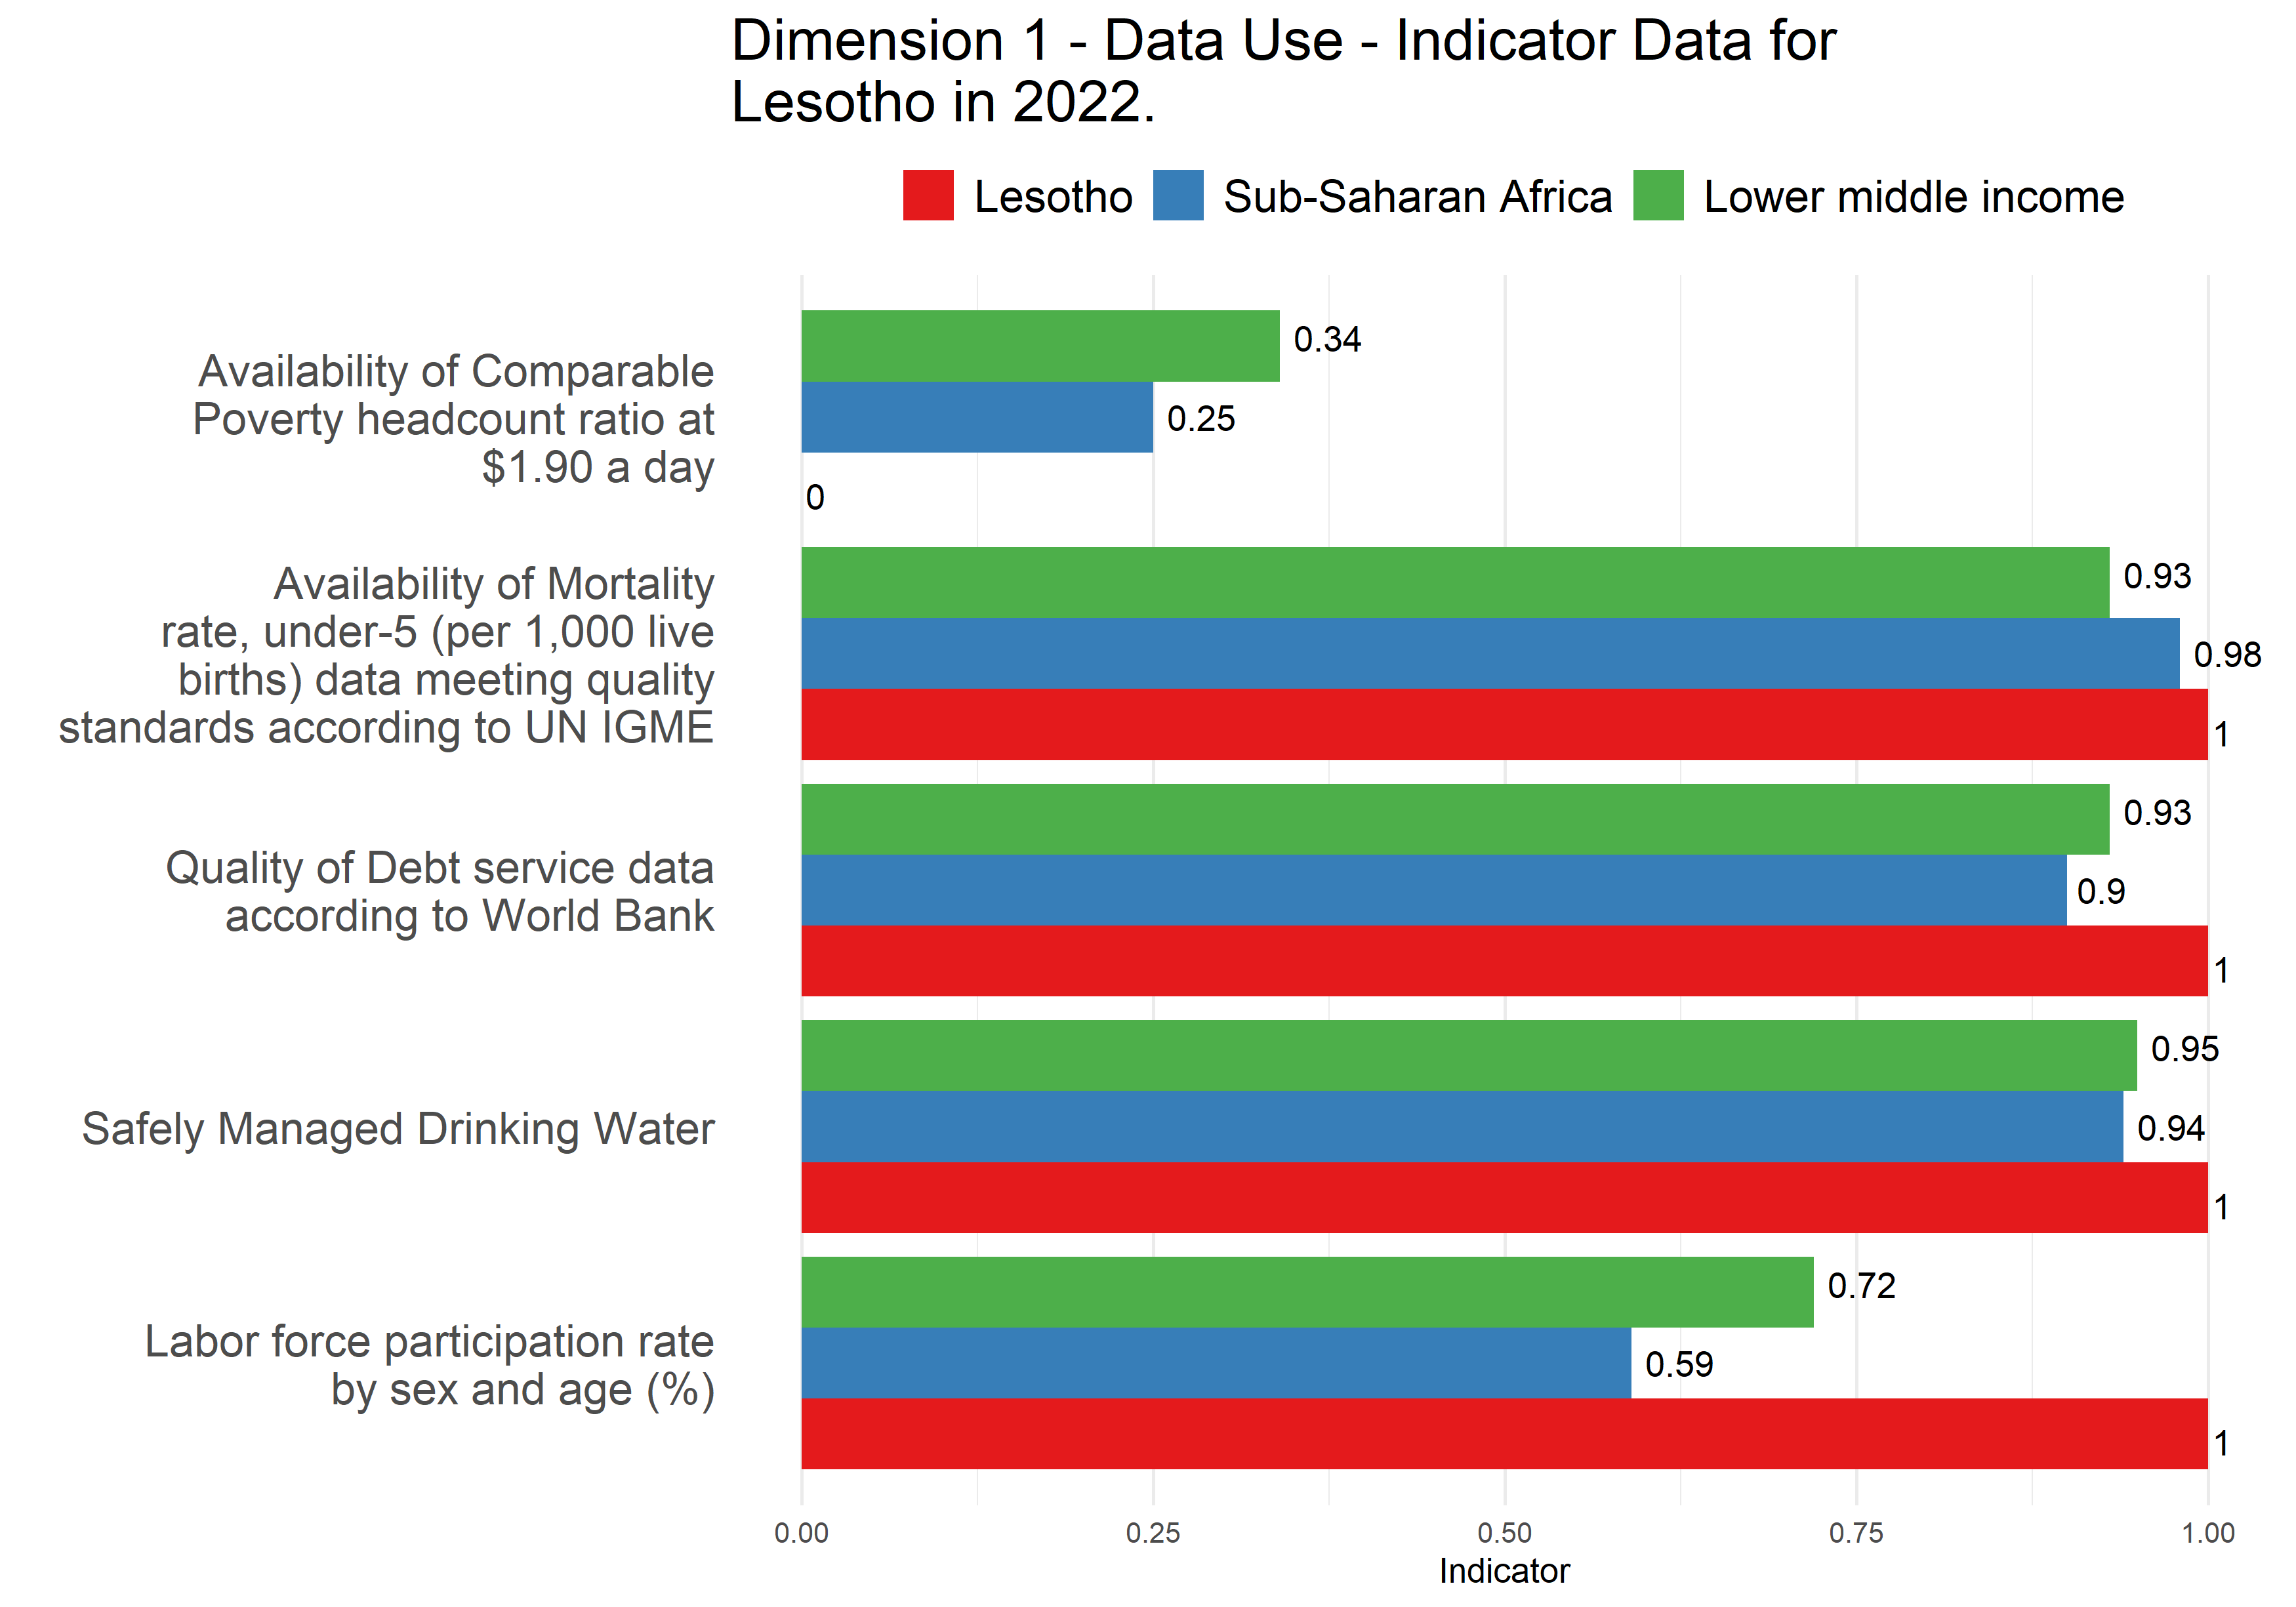 Dimension 1 - Data Use - Indicator Data for
Lesotho in 2022.
Lesotho
Sub-Saharan Africa
Lower middle income
Availability of Comparable
Poverty headcount ratio at
$1.90 a day
0.34
0.25
0
Availability of Mortality
rate, under-5 (per 1,000 live
births) data meeting quality
standards according to UN IGME
0.93
0.98
1
Quality of Debt service data
according to World Bank
0.93
0.9
1
Safely Managed Drinking Water
0.95
0.94
1
Labor force participation rate
by sex and age (%)
0.72
0.59
1
0.00
0.25
0.50
0.75
1.00
Indicator